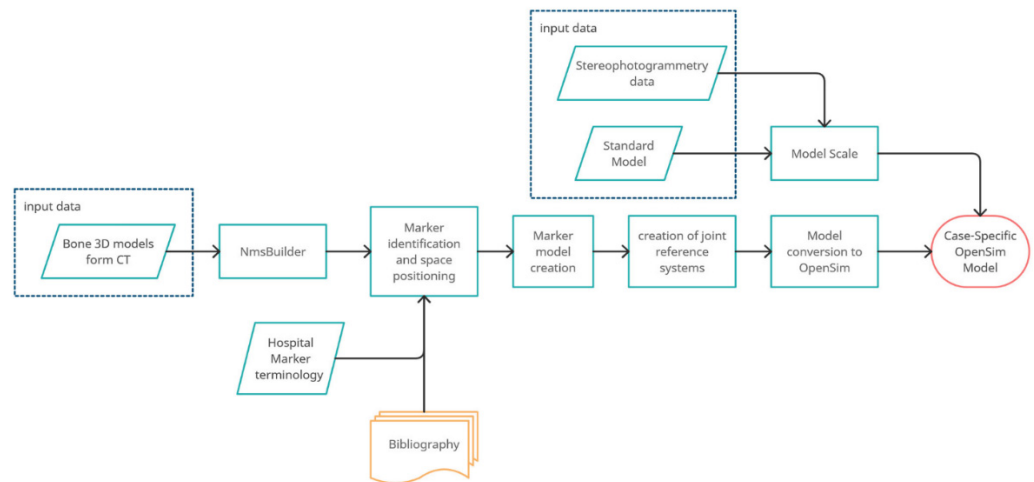 input data
Stereophotogrammetry
data
Standard
Model
Model Scale
input data
Bone 3D models
form CT
NmsBuilder
Marker
identification
and space
positioning
Marker
model
creation
creation of joint
reference
systems
Model
conversion to
OpenSim
Case-Specific
OpenSim
Model
Hospital
Marker
terminology
Bibliography